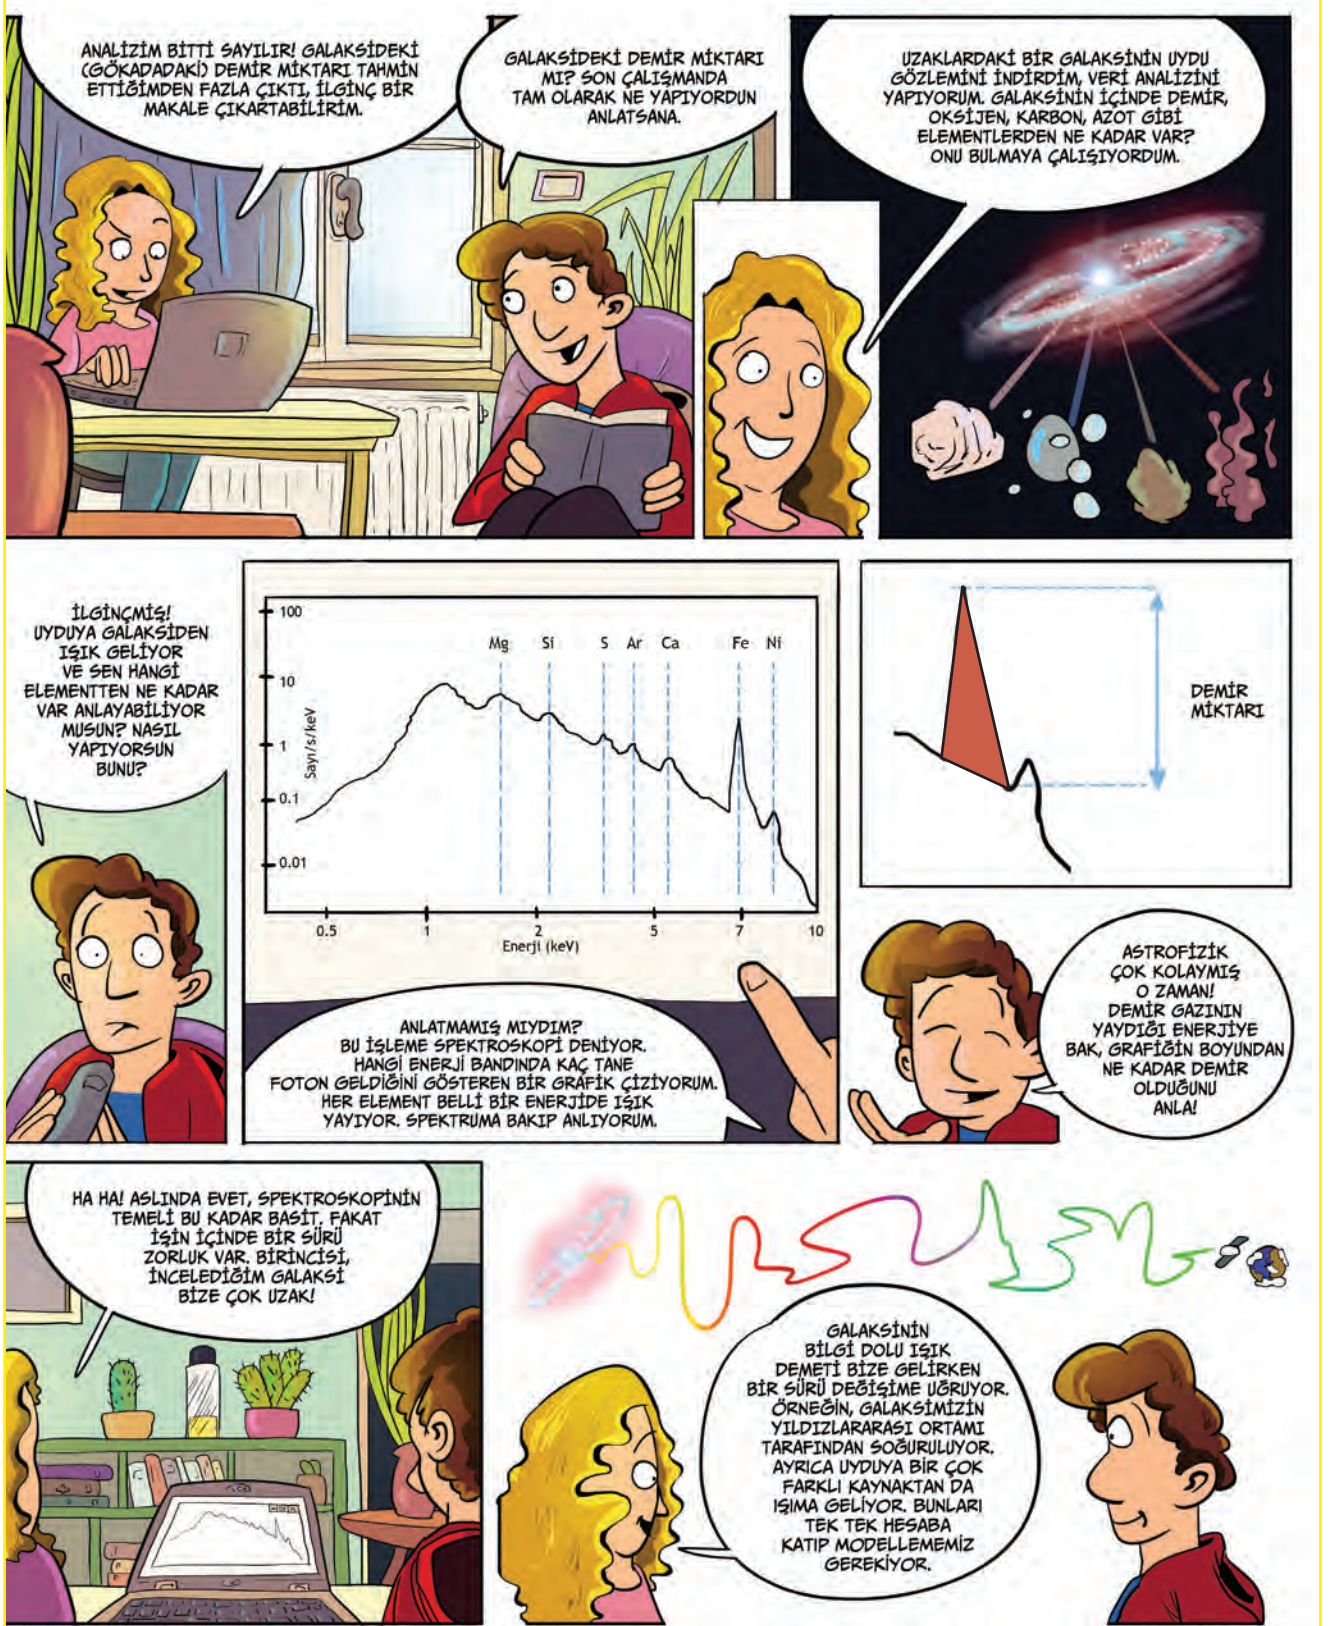 ANALİZİM BİTTİ SAYILIR! GALAKSİDEKİ
(GÖKADADAKİ) DEMİR MİKTARI TAHMİN
ETTİĞİMDEN FAZLA ÇIKTI, İLGİNÇ BİR
MAKALE ÇIKARTABİLİRİM.
GALAKSİDEKİ DEMİR MİKTARI
MI? SON ÇALIŞMANDA
TAM OLARAK NE YAPIYORDUN
ANLATSANA.
UZAKLARDAKİ BİR GALAKSİNİN UYDU
GÖZLEMİNİ İNDİRDİM, VERİ ANALİZİNİ
YAPIYORUM. GALAKSİNİN İÇİNDE DEMİR,
OKSİJEN, KARBON, AZOT GİBİ
ELEMENTLERDEN NE KADAR VAR?
ONU BULMAYA ÇALIŞIYORDUM.
İLGİNÇMİŞ!
UYDUYA GALAKSİDEN
IŞIK GELİYOR
VE SEN HANGİ
ELEMENTTEN NE KADAR
VAR ANLAYABİLİYOR
MUSUN? NASIL
YAPIYORSUN
BUNU?
100
10
1
0.1
0.01
Sayı/s/keV
Mg Si S Ar Ca Fe Ni
0.5 1 2 5 7 10
Enerji (keV)
ANLATMAMIŞ MIYDIM?
BU İŞLEME SPEKTROSKOPİ DENİYOR.
HANGİ ENERJİ BANDINDA KAÇ TANE
FOTON GELDİĞİNİ GÖSTEREN BİR GRAFİK ÇİZİYORUM.
HER ELEMENT BELLİ BİR ENERJİDE IŞIK
YAYIYOR. SPEKTRUMA BAKIP ANLIYORUM.
DEMİR
MİKTARI
ASTROFİZİK
ÇOK KOLAYMIŞ
O ZAMAN!
DEMİR GAZININ
YAYDIĞI ENERJİYE
BAK, GRAFİĞİN BOYUNDAN
NE KADAR DEMİR
OLDUĞUNU
ANLA!
HA HA! ASLINDA EVET, SPEKTROSKOPİNİN
TEMELİ BU KADAR BASİT. FAKAT
İŞİN İÇİNDE BİR SÜRÜ
ZORLUK VAR. BİRİNCİSİ,
İNCELEDİĞİM GALAKSİ
BİZE ÇOK UZAK!
GALAKSİNİN
BİLGİ DOLU IŞIK
DEMETİ BİZE GELİRKEN
BİR SÜRÜ DEĞİŞİME UĞRUYOR.
ÖRNEĞİN, GALAKSİMİZİN
YILDIZLARARASI ORTAMI
TARAFINDAN SOĞURULUYOR.
AYRICA UYDUYA BİR ÇOK
FARKLI KAYNAKTAN DA
IŞIMA GELİYOR. BUNLARI
TEK TEK HESABA
KATIP MODELLEMEMİZ
GEREKİYOR.